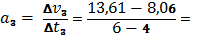 a₃ = Δv₃/Δt₃ = (13,61 − 8,06)/(6 − 4) =